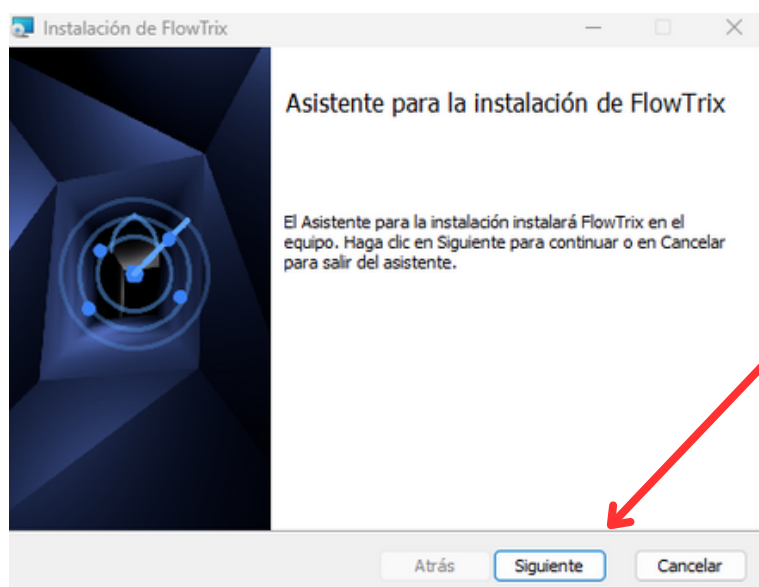 Instalación de FlowTrix
Asistente para la instalación de FlowTrix
El Asistente para la instalación instalará FlowTrix en el
equipo. Haga clic en Siguiente para continuar o en Cancelar
para salir del asistente.
Atrás Siguiente Cancelar